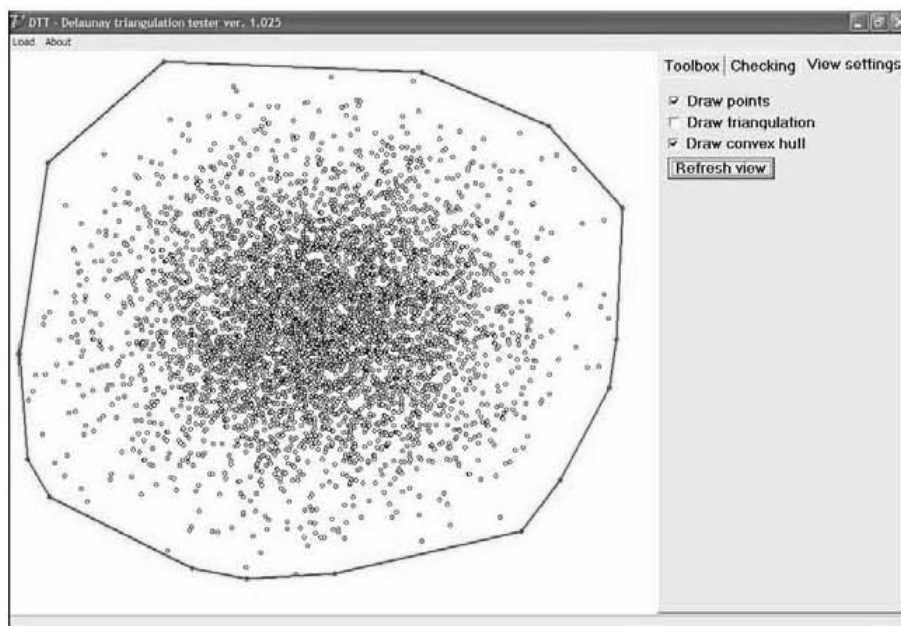 DTT - Delaunay triangulation tester ver. 1.025
Load About
Toolbox Checking View settings
Draw points
Draw triangulation
Draw convex hull
Refresh view